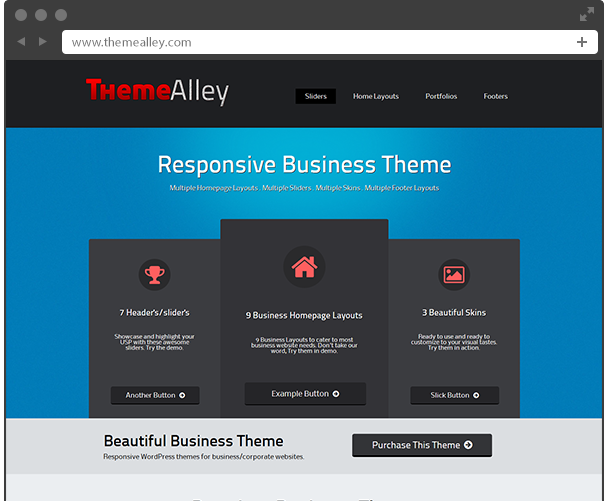 www.themealley.com
ThemeAlley
Sliders Home Layouts Portfolios Footers
Responsive Business Theme
Multiple Homepage Layouts . Multiple Sliders . Multiple Skins . Multiple Footer Layouts
7 Header's/slider's
Showcase and highlight your
USP with these awesome
sliders. Try the demo.
Another Button
9 Business Homepage Layouts
9 Business Layouts to cater to most
business website needs. Don't take our
word, Try them in demo.
Example Button
3 Beautiful Skins
Ready to use and ready to
customize to your visual tastes.
Try them in action.
Slick Button
Beautiful Business Theme
Responsive WordPress themes for business/corporate websites.
Purchase This Theme